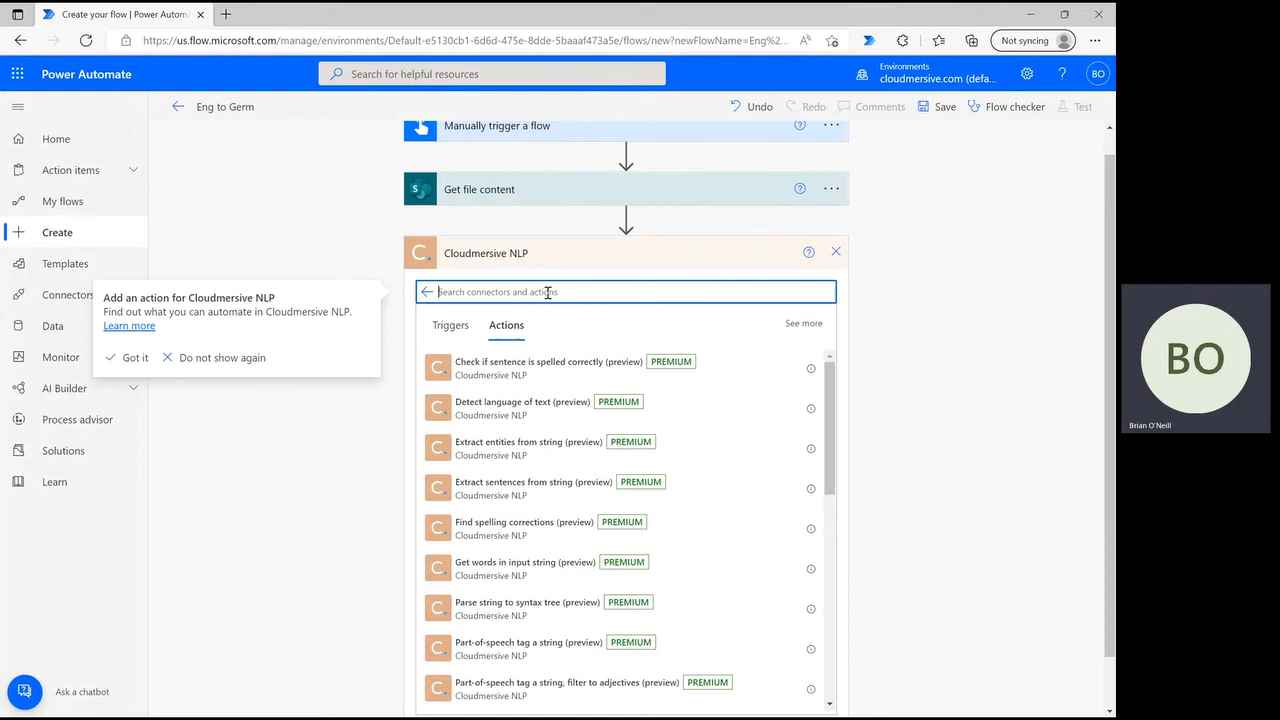 Create your flow | Power Automat
https://us.flow.microsoft.com/manage/environments/Default-e5130cb1-6d6d-475e-8dde-5baaaf473a5e/flows/new?newFlowName=Eng%2...
Not syncing
Power Automate
Search for helpful resources
Environments
cloudmersive.com (defa...
BO
Eng to Germ
Undo
Redo
Comments
Save
Flow checker
Test
Home
Action items
My flows
Create
Templates
Connectors
Data
Monitor
AI Builder
Process advisor
Solutions
Learn
Ask a chatbot
Add an action for Cloudmersive NLP
Find out what you can automate in Cloudmersive NLP.
Learn more
Got it
Do not show again
Manually trigger a flow
S
Get file content
C
Cloudmersive NLP
Search connectors and actions
Triggers
Actions
See more
C
Check if sentence is spelled correctly (preview) PREMIUM
Cloudmersive NLP
C
Detect language of text (preview) PREMIUM
Cloudmersive NLP
C
Extract entities from string (preview) PREMIUM
Cloudmersive NLP
C
Extract sentences from string (preview) PREMIUM
Cloudmersive NLP
C
Find spelling corrections (preview) PREMIUM
Cloudmersive NLP
C
Get words in input string (preview) PREMIUM
Cloudmersive NLP
C
Parse string to syntax tree (preview) PREMIUM
Cloudmersive NLP
C
Part-of-speech tag a string (preview) PREMIUM
Cloudmersive NLP
C
Part-of-speech tag a string, filter to adjectives (preview) PREMIUM
Cloudmersive NLP
BO
Brian O'Neill